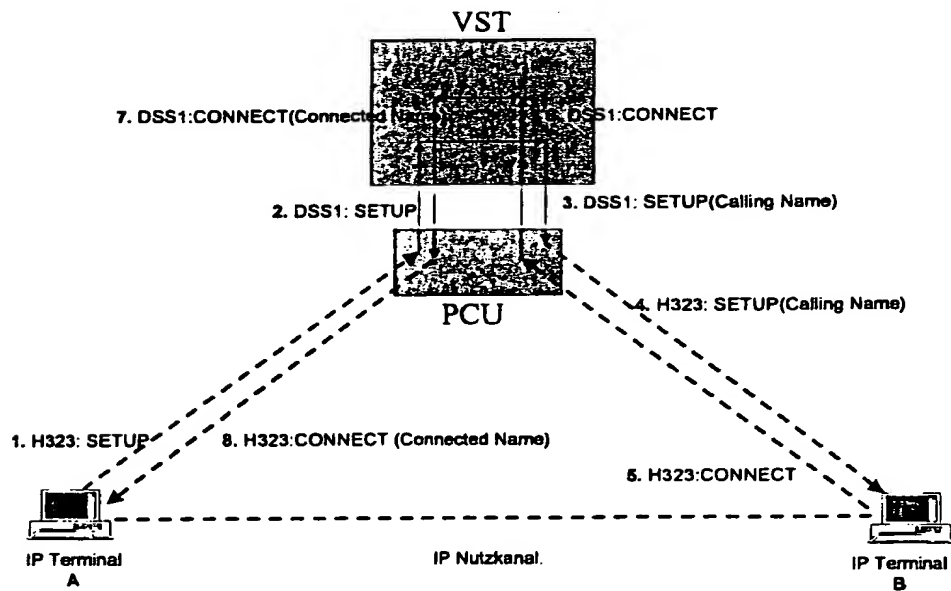 VST
7. DSS1:CONNECT(Connected Name)
6. DSS1:CONNECT
2. DSS1: SETUP
3. DSS1: SETUP(Calling Name)
PCU
4. H323: SETUP(Calling Name)
1. H323: SETUP
8. H323:CONNECT (Connected Name)
5. H323:CONNECT
IP Terminal
A
IP Nutzkanal.
IP Terminal
B